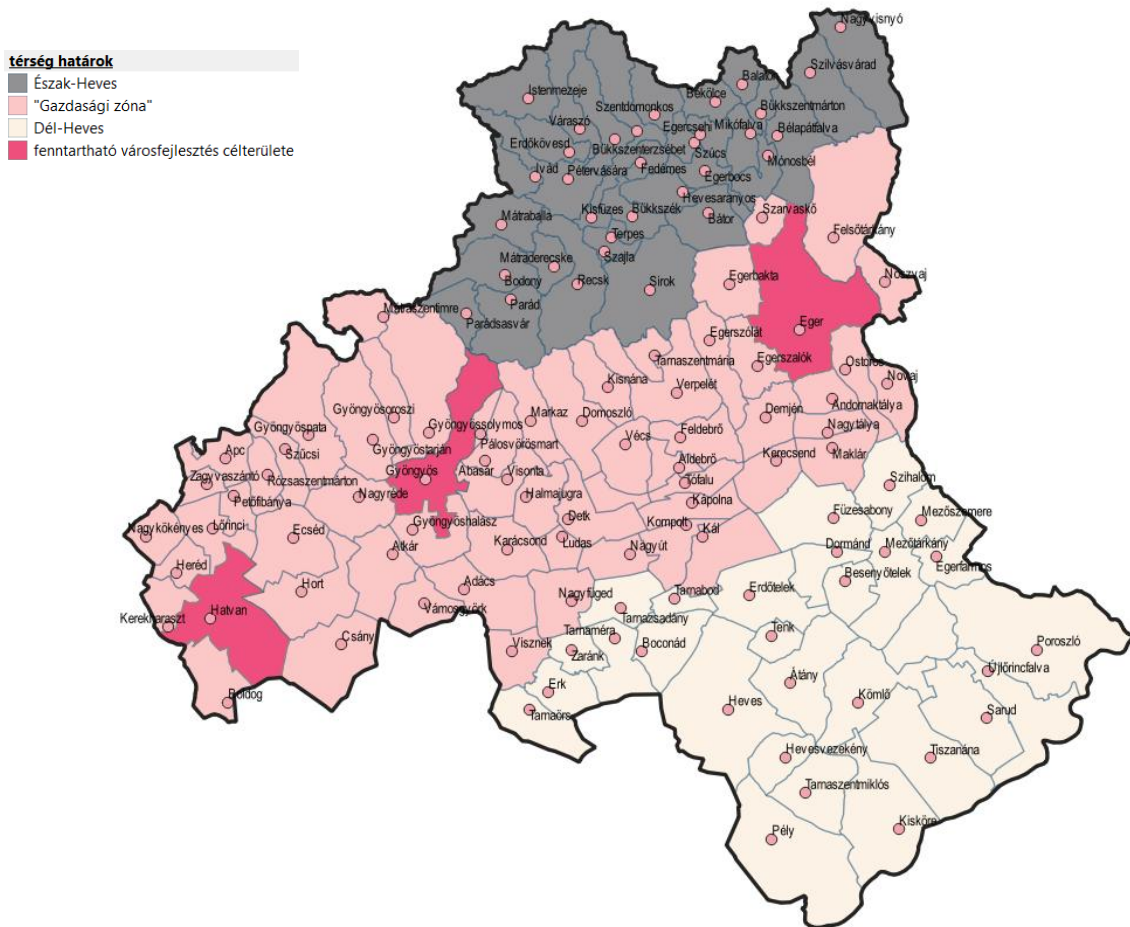 térség határok
Észak-Heves
"Gazdasági zóna"
Dél-Heves
fenntartható városfejlesztés célterülete
Nagyvisnyó
Szilvásvárad
Balaton
Bekölce
Istenmezeje
Szentdomonkos
Bükkszentmárton
Váraszó
Egercsehi
Mikófalva
Bélapátfalva
Erdőkövesd
Bükkszenterzsébet
Szúcs
Mónosbél
Ivád
Pétervására
Fedémes
Egerbocs
Hevesaranyos
Szarvaskő
Mátraballa
Kisfüzes
Bükkszék
Bátor
Terpes
Felsőtárkány
Mátraderecske
Szajla
Bodony
Recsk
Sirok
Egerbakta
Noszvaj
Parád
Mátraszentimre
Parádsasvár
Eger
Egerszólát
Tarnaszentmária
Egerszalók
Ostoros
Novaj
Kisnána
Verpelét
Gyöngyösoroszi
Markaz
Domoszló
Demjén
Andornaktálya
Gyöngyöspata
Gyöngyössolymos
Nagytálya
Apc
Szűcsi
Gyöngyöstarján
Pálosvörösmart
Vécs
Feldebrő
Maklár
Zagyvaszántó
Rózsaszentmárton
Gyöngyös
Abasár
Visonta
Aldebrő
Kerecsend
Tófalu
Szihalom
Petőfibánya
Nagyréde
Halmajugra
Kápolna
Nagykökényes
Lőrinci
Ecséd
Gyöngyöshalász
Detk
Kompolt
Kál
Füzesabony
Mezőszemere
Atkár
Karácsond
Ludas
Nagyút
Dormánd
Mezőtárkány
Egerfarmos
Heréd
Hort
Adács
Besenyőtelek
Kerekharaszt
Hatvan
Vámosgyörk
Nagyfüged
Tarnabod
Erdőtelek
Tarnazsadány
Csány
Visznek
Tarnaméra
Zaránk
Boconád
Tenk
Poroszló
Boldog
Erk
Átány
Újlőrincfalva
Tarnaörs
Heves
Kömlő
Sarud
Hevesvezekény
Tiszanána
Tarnaszentmiklós
Pély
Kisköre